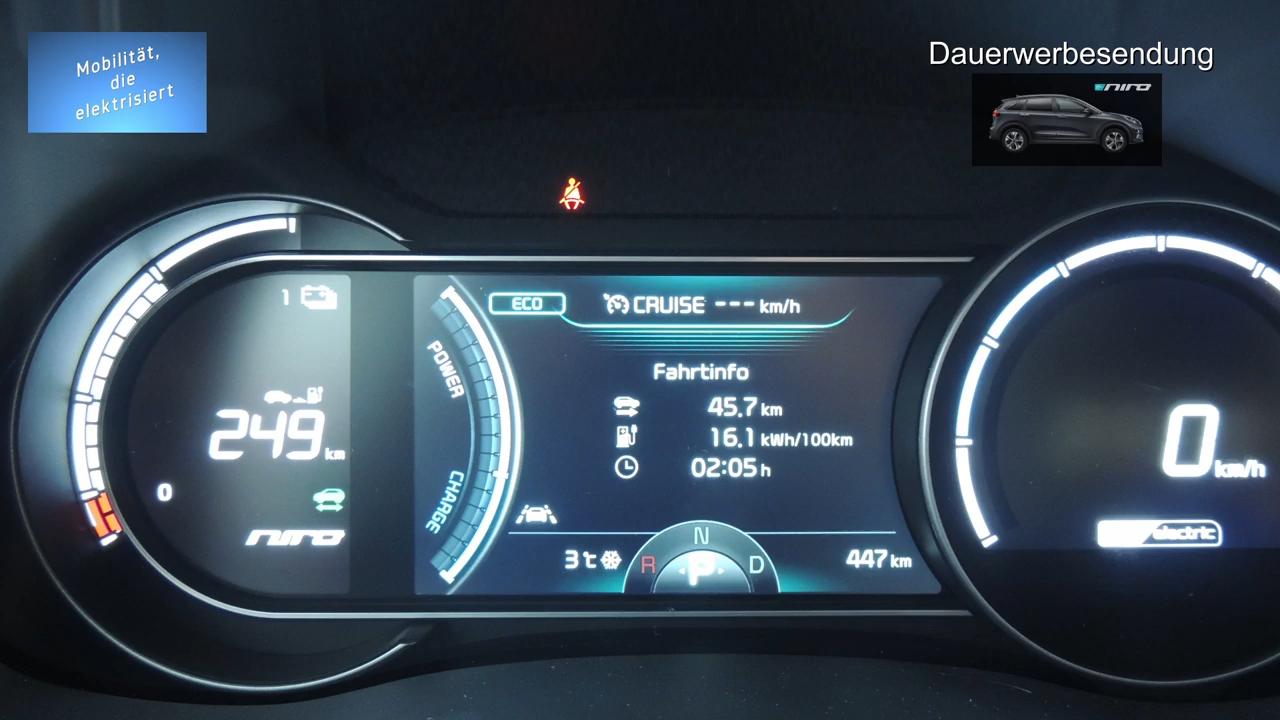 Mobilität,
die
elektrisiert
Dauerwerbesendung
niro
1
ECO
CRUISE --- km/h
POWER
Fahrtinfo
45.7 km
249 km
16.1 kWh/100km
02:05 h
0
CHARGE
niro
3℃
R N D
P
447 km
0 km/h
electric